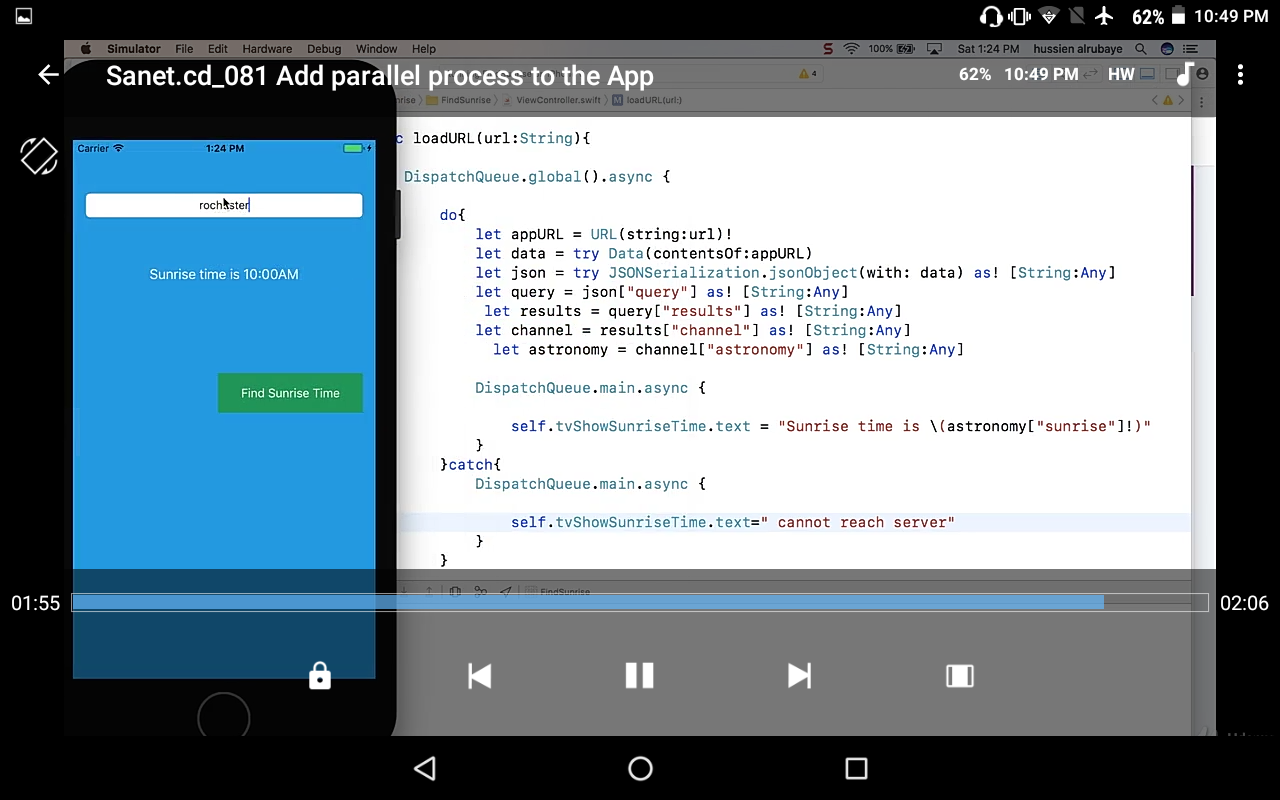 62% 10:49 PM
Simulator File Edit Hardware Debug Window Help
100% Sat 1:24 PM hussien alrubaye
Sanet.cd_081 Add parallel process to the App
62% 10:49 PM HW
4
FindSunrise ViewController.swift M loadURL(url:)
Carrier 1:24 PM
Sunrise time is 10:00AM
Find Sunrise Time
loadURL(url:String){
DispatchQueue.global().async {
do{
let appURL = URL(string:url)!
let data = try Data(contentsOf:appURL)
let json = try JSONSerialization.jsonObject(with: data) as! [String:Any]
let query = json["query"] as! [String:Any]
let results = query["results"] as! [String:Any]
let channel = results["channel"] as! [String:Any]
let astronomy = channel["astronomy"] as! [String:Any]
DispatchQueue.main.async {
self.tvShowSunriseTime.text = "Sunrise time is \(astronomy["sunrise"]!)"
}
}catch{
DispatchQueue.main.async {
self.tvShowSunriseTime.text=" cannot reach server"
}
}
FindSunrise
01:55
02:06